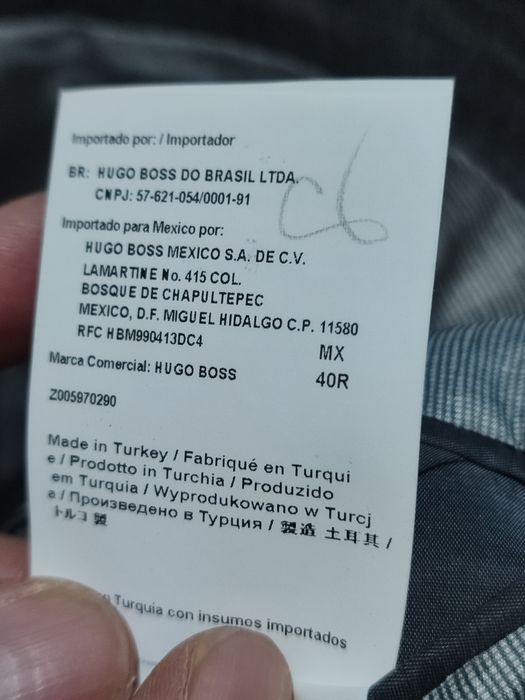 Importado por: / Importador
BR: HUGO BOSS DO BRASIL LTDA.
CNPJ: 57-621-054/0001-91
C6
Importado para Mexico por:
HUGO BOSS MEXICO S.A. DE C.V.
LAMARTINE No. 415 COL.
BOSQUE DE CHAPULTEPEC
MEXICO, D.F. MIGUEL HIDALGO C.P. 11580
RFC HBM990413DC4
MX
Marca Comercial: HUGO BOSS
40R
Z005970290
Made in Turkey / Fabriqué en Turqui
e / Prodotto in Turchia / Produzido
em Turquia / Wyprodukowano w Turcj
a / Произведено в Турция / 製造 土耳其 /
トルコ 製
Turquia con insumos importados